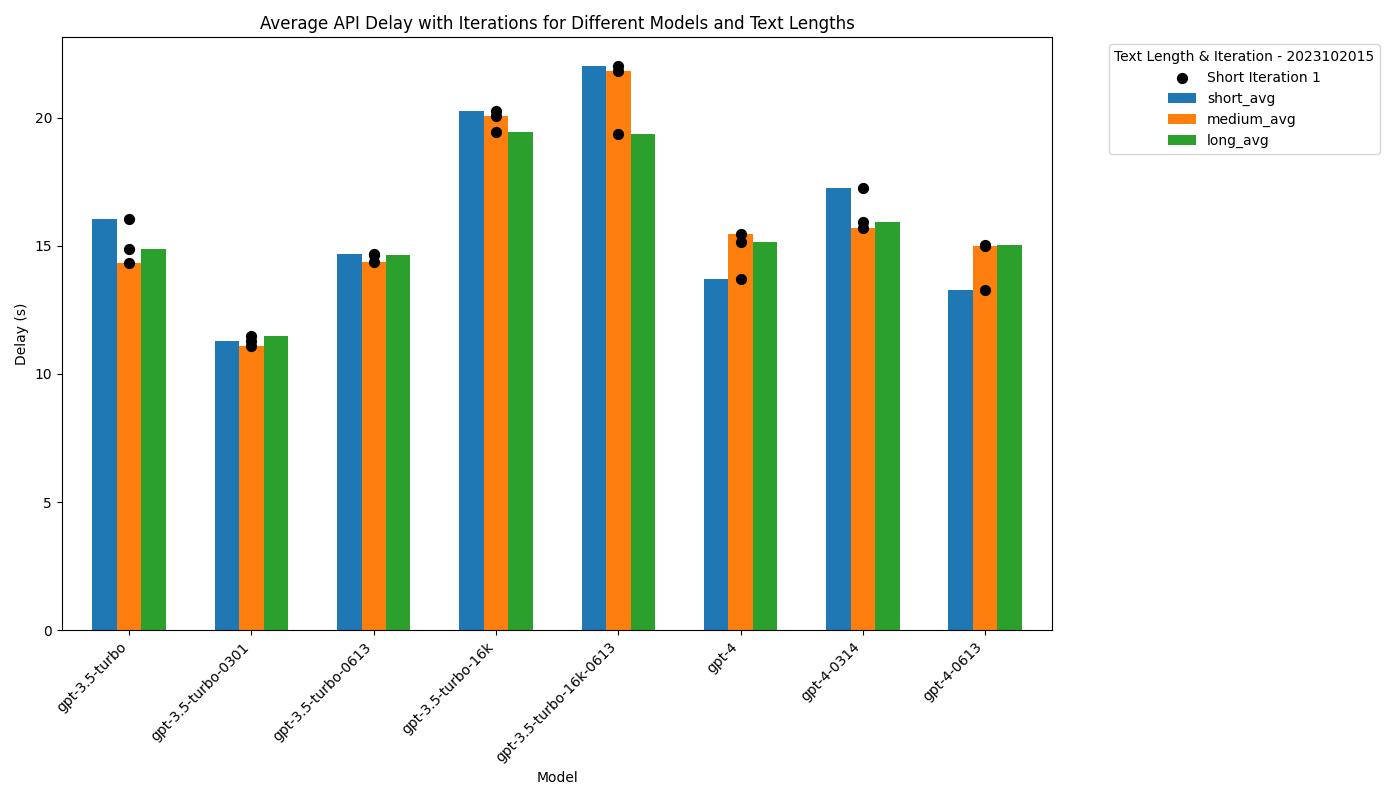 Average API Delay with Iterations for Different Models and Text Lengths
Text Length & Iteration - 2023102015
Short Iteration 1
short_avg
medium_avg
long_avg
Delay (s)
20
15
10
5
0
gpt-3.5-turbo
gpt-3.5-turbo-0301
gpt-3.5-turbo-0613
gpt-3.5-turbo-16k
gpt-3.5-turbo-16k-0613
gpt-4
gpt-4-0314
gpt-4-0613
Model